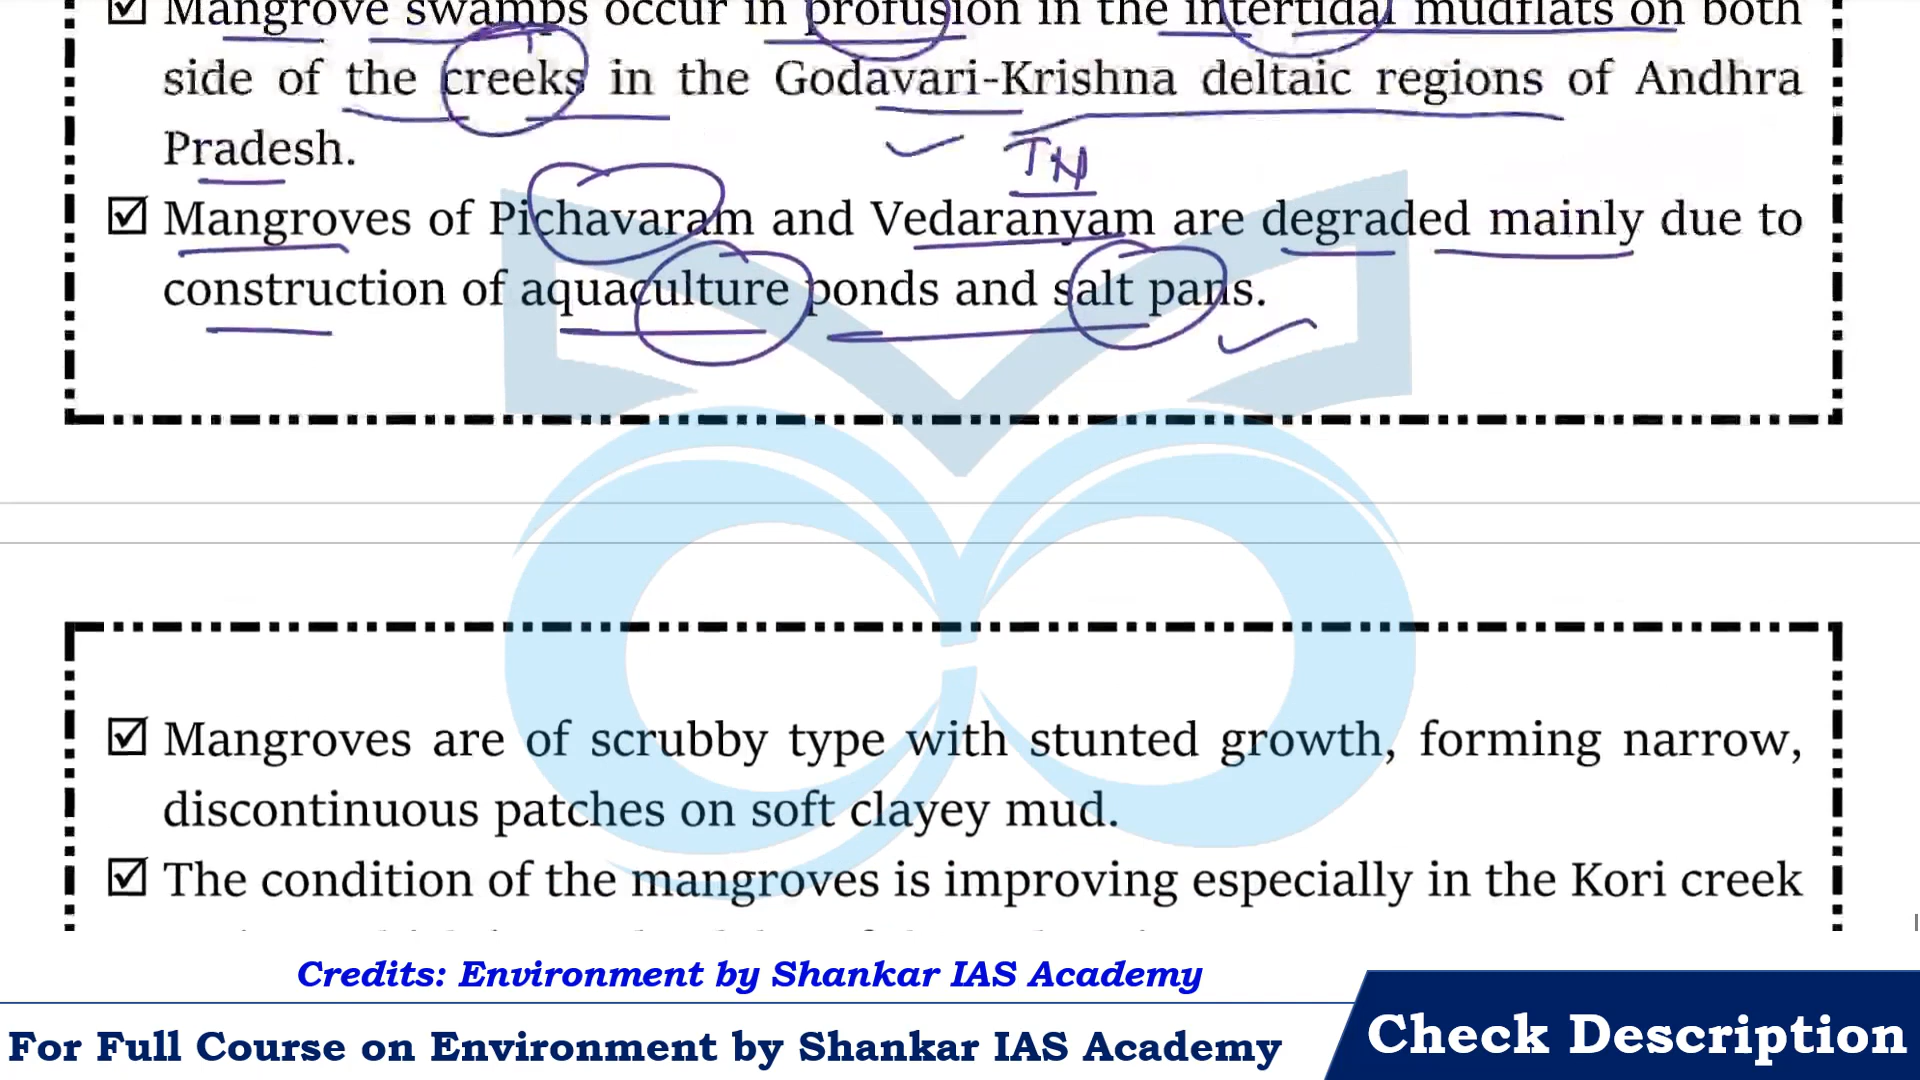 ☑ Mangrove swamps occur in profusion in the intertidal mudflats on both
side of the creeks in the Godavari-Krishna deltaic regions of Andhra
Pradesh.
TN
☑ Mangroves of Pichavaram and Vedaranyam are degraded mainly due to
construction of aquaculture ponds and salt pans.
☑ Mangroves are of scrubby type with stunted growth, forming narrow,
discontinuous patches on soft clayey mud.
☑ The condition of the mangroves is improving especially in the Kori creek
Credits: Environment by Shankar IAS Academy
For Full Course on Environment by Shankar IAS Academy
Check Description